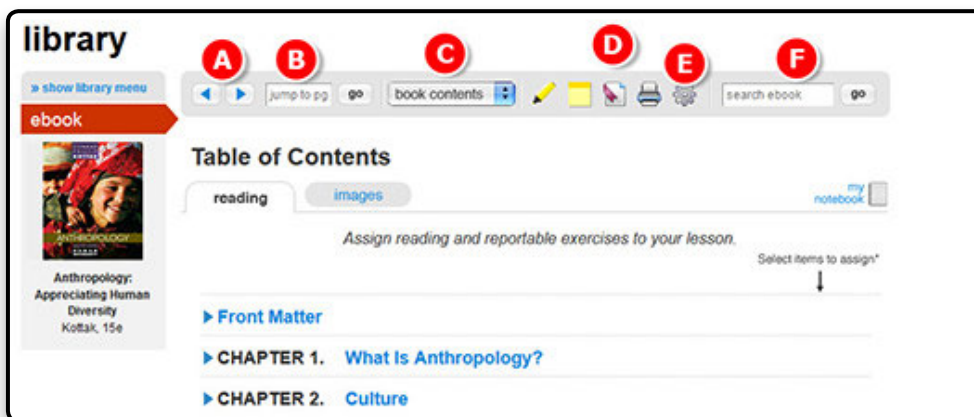 library
A B C D E F
» show library menu
jump to pg go book contents search ebook go
ebook
Table of Contents
reading images my notebook
ANTHROPOLOGY
Assign reading and reportable exercises to your lesson.
Select items to assign*
Anthropology:
Appreciating Human
Diversity
Kottak, 15e
Front Matter
CHAPTER 1. What Is Anthropology?
CHAPTER 2. Culture